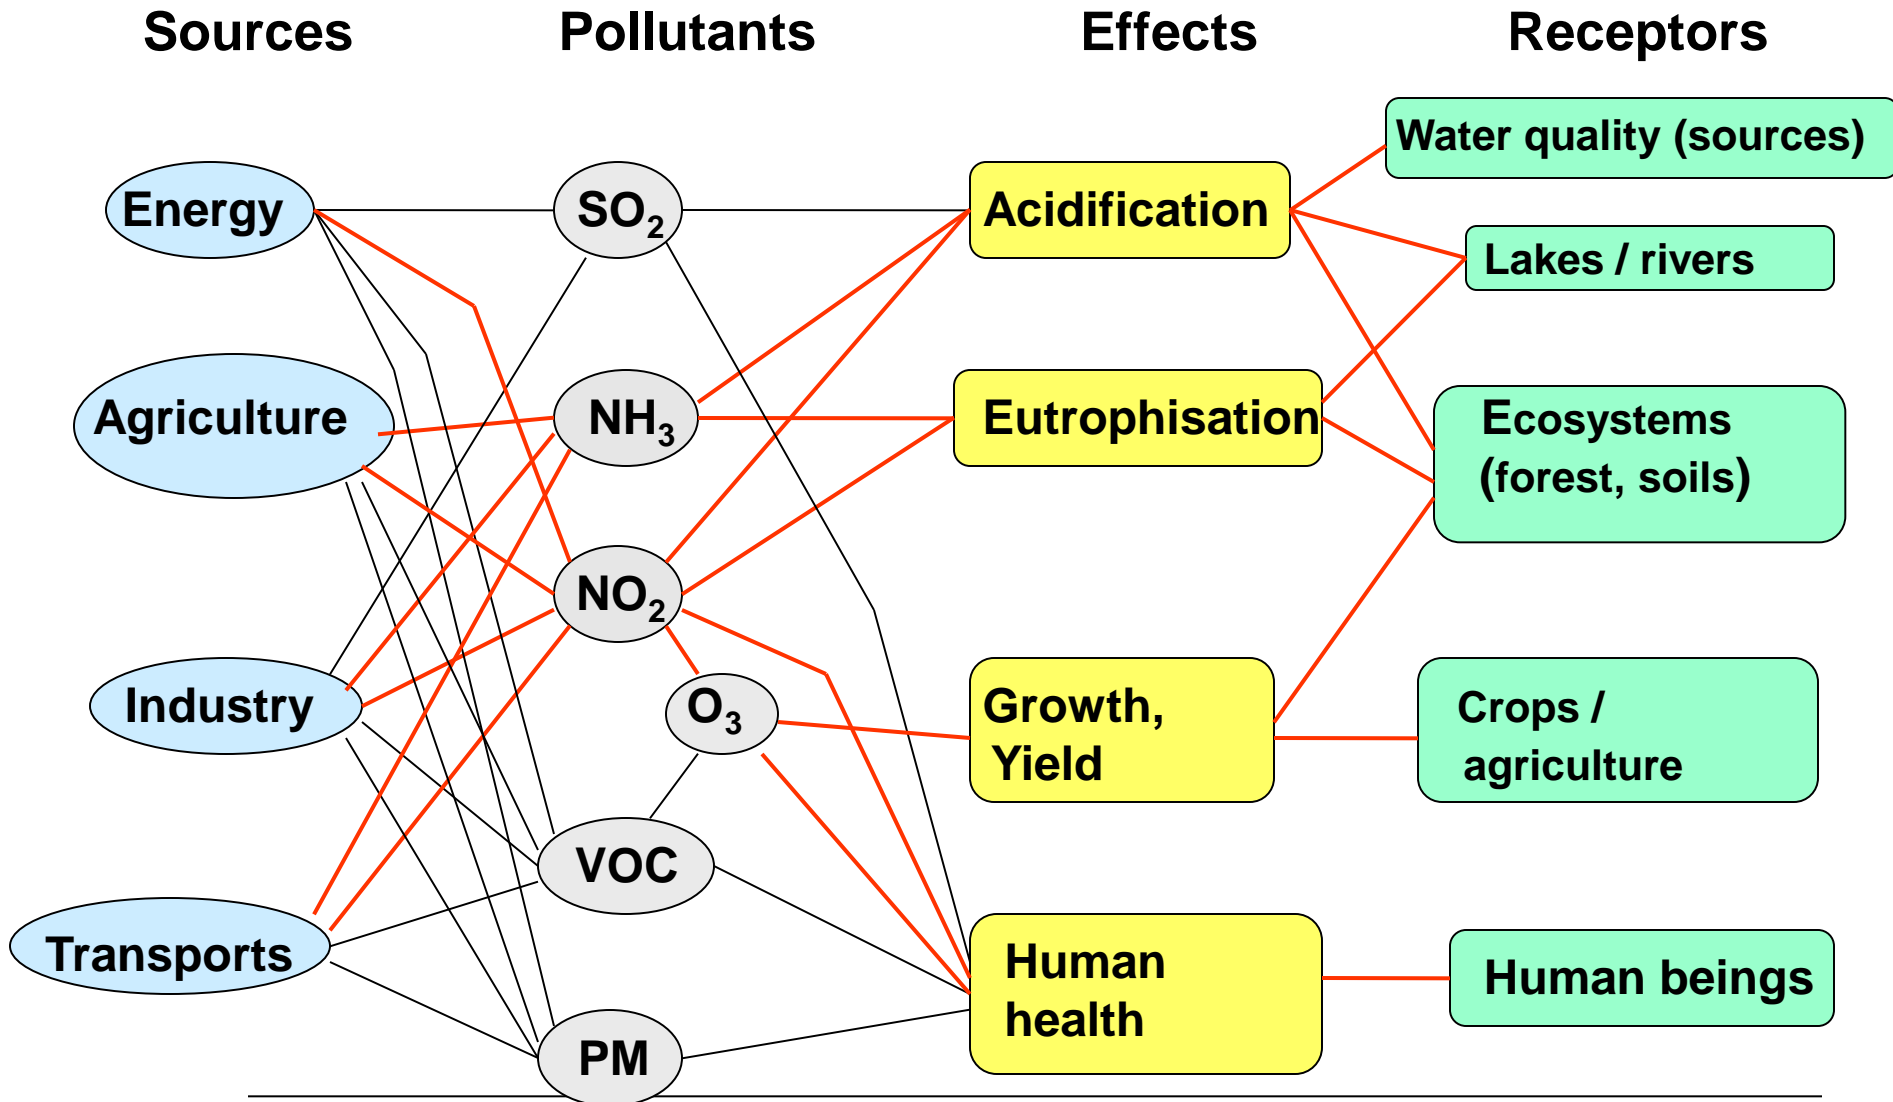 Sources
Pollutants
Effects
Receptors
Energy
Agriculture
Industry
Transports
SO₂
NH₃
NO₂
O₃
VOC
PM
Acidification
Eutrophisation
Growth,
Yield
Human
health
Water quality (sources)
Lakes / rivers
Ecosystems
(forest, soils)
Crops /
agriculture
Human beings